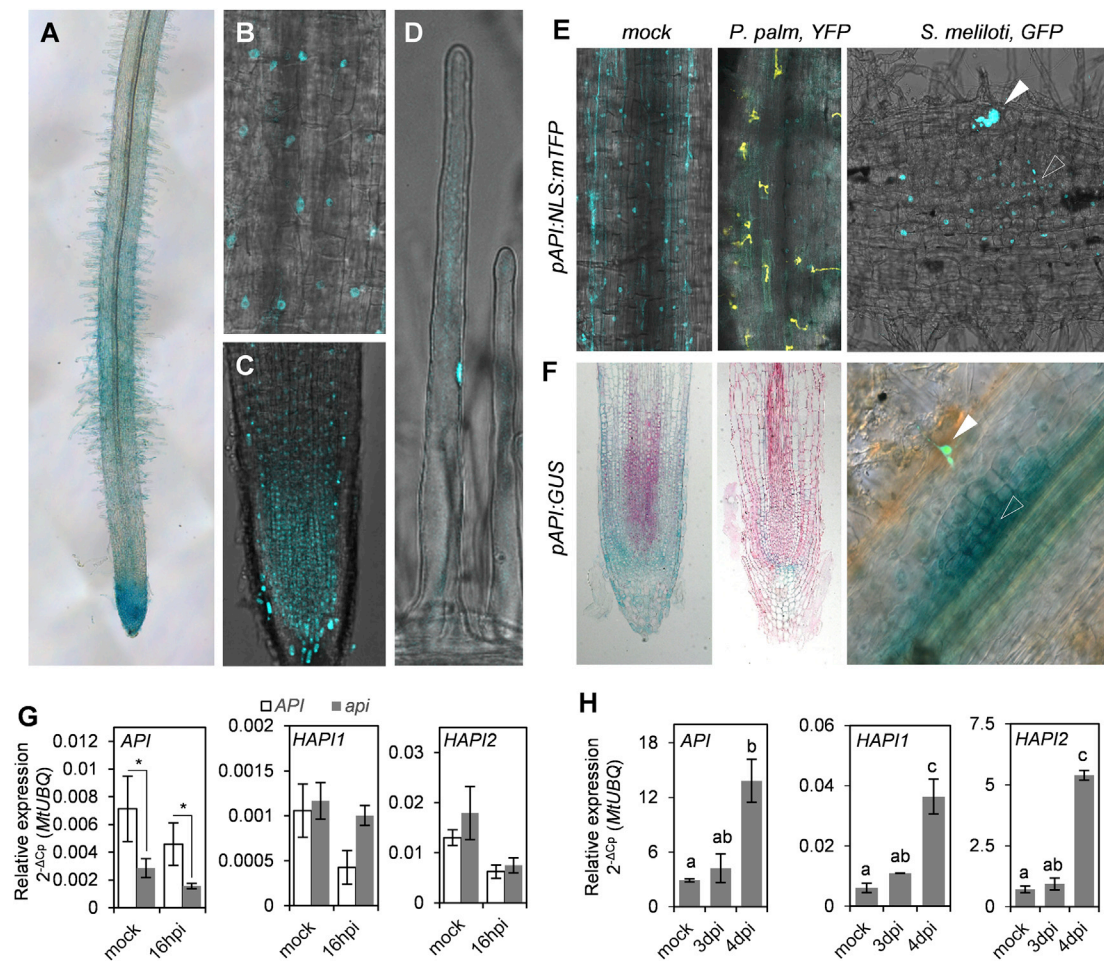 A
B
C
D
E
mock
P. palm, YFP
S. meliloti, GFP
pAPI:NLS:mTFP
F
pAPI:GUS
G
API
api
Relative expression
2-ΔCp (MtUBQ)
API
0.012
0.01
0.008
0.006
0.004
0.002
0
*
*
mock
16hpi
HAPI1
0.002
0.0015
0.001
0.0005
0
mock
16hpi
HAPI2
0.03
0.02
0.01
0
mock
16hpi
H
Relative expression
2-ΔCp (MtUBQ)
API
18
12
6
3
0
a
ab
b
mock
3dpi
4dpi
HAPI1
0.06
0.04
0.02
0
a
ab
c
mock
3dpi
4dpi
HAPI2
7.5
5
2.5
0
a
ab
c
mock
3dpi
4dpi